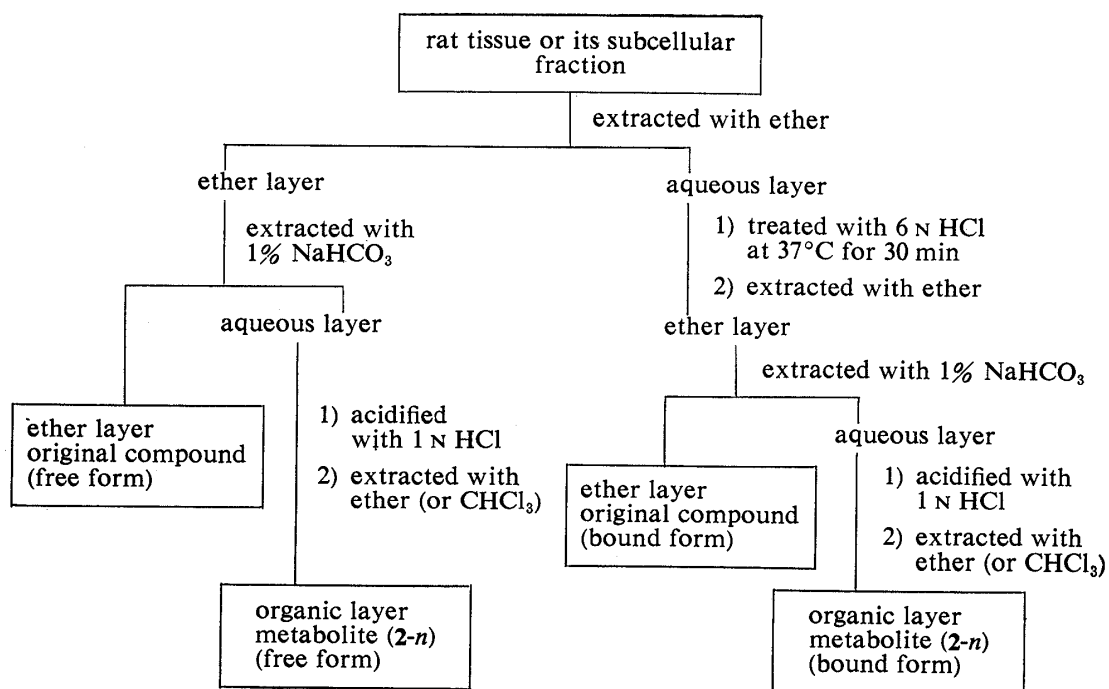 rat tissue or its subcellular
fraction
extracted with ether
ether layer
extracted with
1% NaHCO₃
aqueous layer
ether layer
original compound
(free form)
1) acidified
with 1 N HCl
2) extracted with
ether (or CHCl₃)
organic layer
metabolite (2-n)
(free form)
aqueous layer
1) treated with 6 N HCl
at 37°C for 30 min
2) extracted with ether
ether layer
extracted with 1% NaHCO₃
ether layer
original compound
(bound form)
aqueous layer
1) acidified with
1 N HCl
2) extracted with
ether (or CHCl₃)
organic layer
metabolite (2-n)
(bound form)